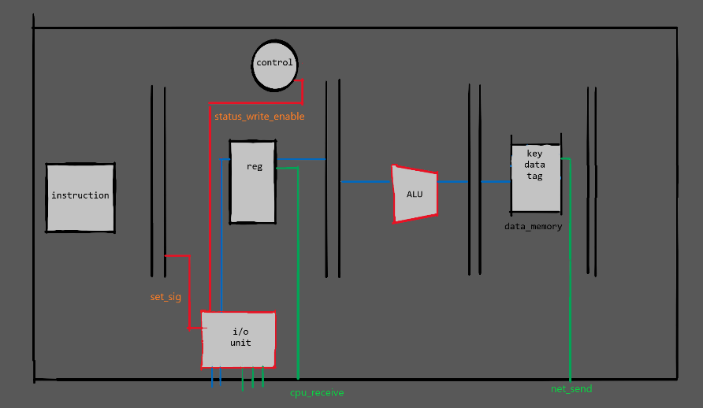 control
status_write_enable
reg
key
data
tag
instruction
ALU
data_memory
set_sig
i/o
unit
cpu_receive
net_send